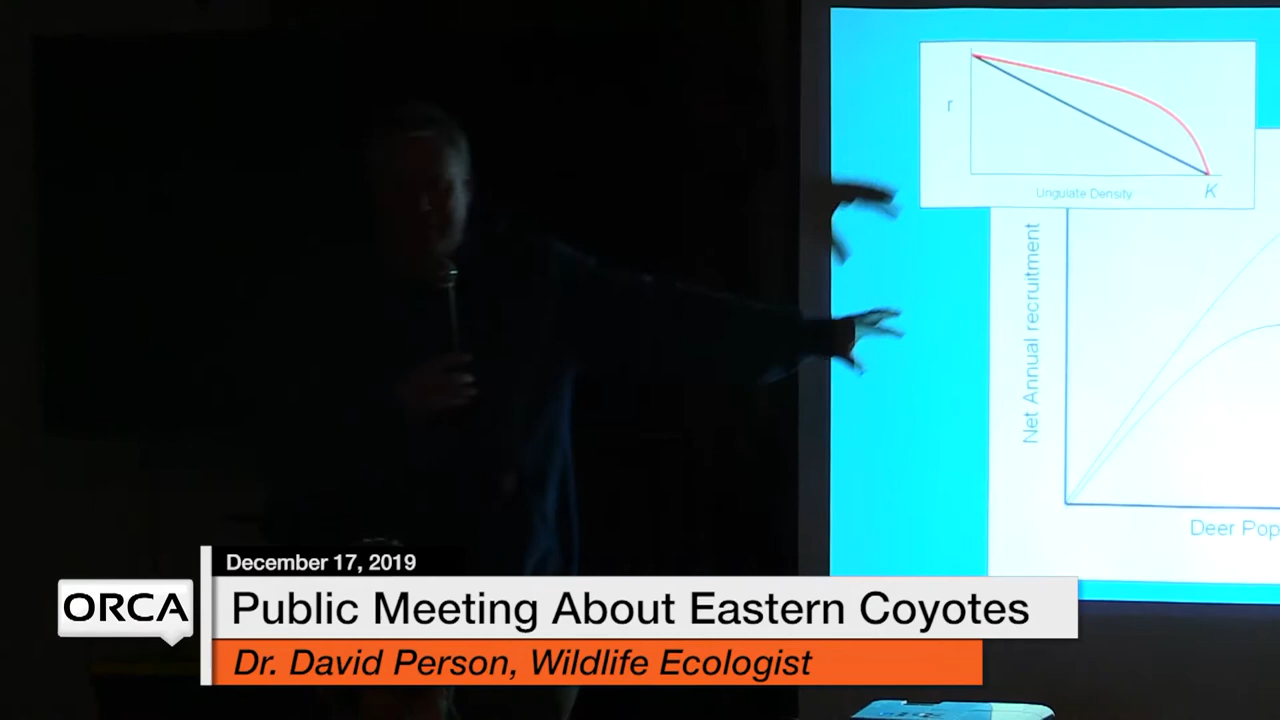 r
Ungulate Density
K
Net Annual recruitment
Deer Pop
December 17, 2019
ORCA
Public Meeting About Eastern Coyotes
Dr. David Person, Wildlife Ecologist